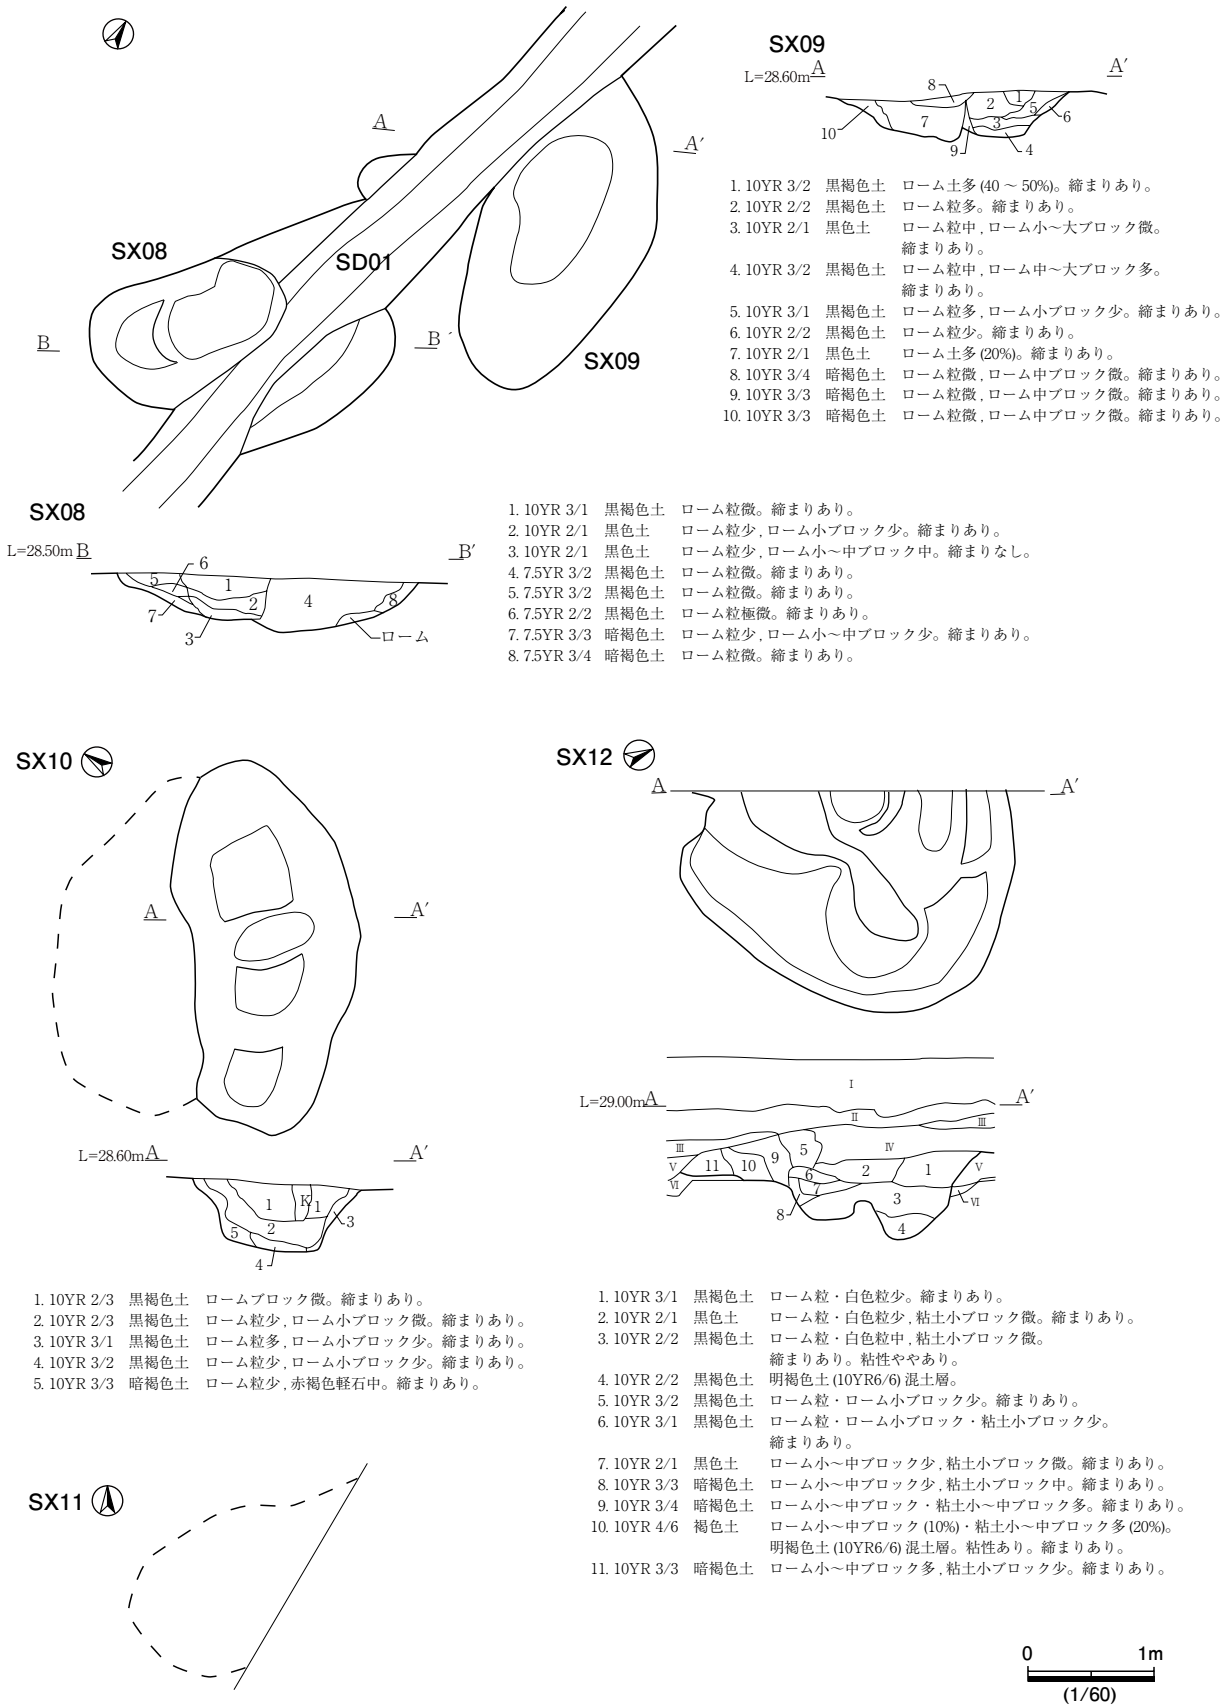 SX09
L=28.60m A A′
8 1
2 5
10 7 3 6
9 4
A
A′
SX08
SD01
B B′
SX09
1. 10YR 3/2 黒褐色土 ローム土多 (40 ～ 50%)。締まりあり。
2. 10YR 2/2 黒褐色土 ローム粒多。締まりあり。
3. 10YR 2/1 黒色土 ローム粒中 , ローム小～大ブロック微。
締まりあり。
4. 10YR 3/2 黒褐色土 ローム粒中 , ローム中～大ブロック多。
締まりあり。
5. 10YR 3/1 黒褐色土 ローム粒多 , ローム小ブロック少。締まりあり。
6. 10YR 2/2 黒褐色土 ローム粒少。締まりあり。
7. 10YR 2/1 黒色土 ローム土多 (20%)。締まりあり。
8. 10YR 3/4 暗褐色土 ローム粒微 , ローム中ブロック微。締まりあり。
9. 10YR 3/3 暗褐色土 ローム粒微 , ローム中ブロック微。締まりあり。
10. 10YR 3/3 暗褐色土 ローム粒微 , ローム中ブロック微。締まりあり。
SX08
L=28.50m B B′
5 6 1
7 2 4 8
3 ローム
1. 10YR 3/1 黒褐色土 ローム粒微。締まりあり。
2. 10YR 2/1 黒色土 ローム粒少 , ローム小ブロック少。締まりあり。
3. 10YR 2/1 黒色土 ローム粒少 , ローム小～中ブロック中。締まりなし。
4. 7.5YR 3/2 黒褐色土 ローム粒微。締まりあり。
5. 7.5YR 3/2 黒褐色土 ローム粒微。締まりあり。
6. 7.5YR 2/2 黒褐色土 ローム粒極微。締まりあり。
7. 7.5YR 3/3 暗褐色土 ローム粒少 , ローム小～中ブロック少。締まりあり。
8. 7.5YR 3/4 暗褐色土 ローム粒微。締まりあり。
SX10
A A′
L=28.60m A A′
1 K 1
2 3
5
4
1. 10YR 2/3 黒褐色土 ロームブロック微。締まりあり。
2. 10YR 2/3 黒褐色土 ローム粒少 , ローム小ブロック微。締まりあり。
3. 10YR 3/1 黒褐色土 ローム粒多 , ローム小ブロック少。締まりあり。
4. 10YR 3/2 黒褐色土 ローム粒少 , ローム小ブロック少。締まりあり。
5. 10YR 3/3 暗褐色土 ローム粒少 , 赤褐色軽石中。締まりあり。
SX11
SX12
A A′
Ⅰ
L=29.00m A A′
Ⅱ Ⅲ
Ⅲ 5 Ⅳ
Ⅴ 11 10 9 2 1 Ⅴ
Ⅵ 6
7 3 Ⅵ
8 4
1. 10YR 3/1 黒褐色土 ローム粒・白色粒少。締まりあり。
2. 10YR 2/1 黒色土 ローム粒・白色粒少 , 粘土小ブロック微。締まりあり。
3. 10YR 2/2 黒褐色土 ローム粒・白色粒中 , 粘土小ブロック微。
締まりあり。粘性ややあり。
4. 10YR 2/2 黒褐色土 明褐色土 (10YR6/6) 混土層。
5. 10YR 3/2 黒褐色土 ローム粒・ローム小ブロック少。締まりあり。
6. 10YR 3/1 黒褐色土 ローム粒・ローム小ブロック・粘土小ブロック少。
締まりあり。
7. 10YR 2/1 黒色土 ローム小～中ブロック少 , 粘土小ブロック微。締まりあり。
8. 10YR 3/3 暗褐色土 ローム小～中ブロック少 , 粘土小ブロック中。締まりあり。
9. 10YR 3/4 暗褐色土 ローム小～中ブロック・粘土小～中ブロック多。締まりあり。
10. 10YR 4/6 褐色土 ローム小～中ブロック (10%)・粘土小～中ブロック多 (20%)。
明褐色土 (10YR6/6) 混土層。粘性あり。締まりあり。
11. 10YR 3/3 暗褐色土 ローム小～中ブロック多 , 粘土小ブロック少。締まりあり。
0 1m
(1/60)